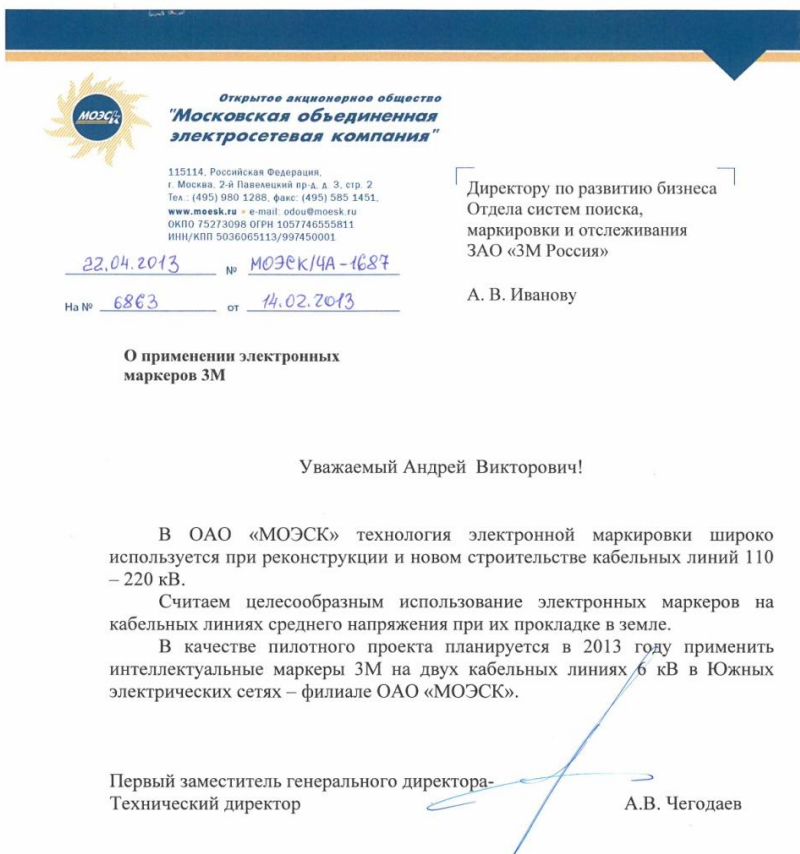 МОЭСК
Открытое акционерное общество
"Московская объединенная
электросетевая компания"
115114, Российская Федерация,
г. Москва, 2-й Павелецкий пр-д, д. 3, стр. 2
Тел.: (495) 980 1288, факс: (495) 585 1451,
www.moesk.ru • e-mail: odou@moesk.ru
ОКПО 75273098 ОГРН 1057746555811
ИНН/КПП 5036065113/997450001
22.04.2013 № МОЭСК/ЧА-1687
На № 6863 от 14.02.2013
Директору по развитию бизнеса
Отдела систем поиска,
маркировки и отслеживания
ЗАО «3М Россия»
А. В. Иванову
О применении электронных
маркеров 3М
Уважаемый Андрей Викторович!
В ОАО «МОЭСК» технология электронной маркировки широко
используется при реконструкции и новом строительстве кабельных линий 110
– 220 кВ.
Считаем целесообразным использование электронных маркеров на
кабельных линиях среднего напряжения при их прокладке в земле.
В качестве пилотного проекта планируется в 2013 году применить
интеллектуальные маркеры 3М на двух кабельных линиях 6 кВ в Южных
электрических сетях – филиале ОАО «МОЭСК».
Первый заместитель генерального директора-
Технический директор А.В. Чегодаев